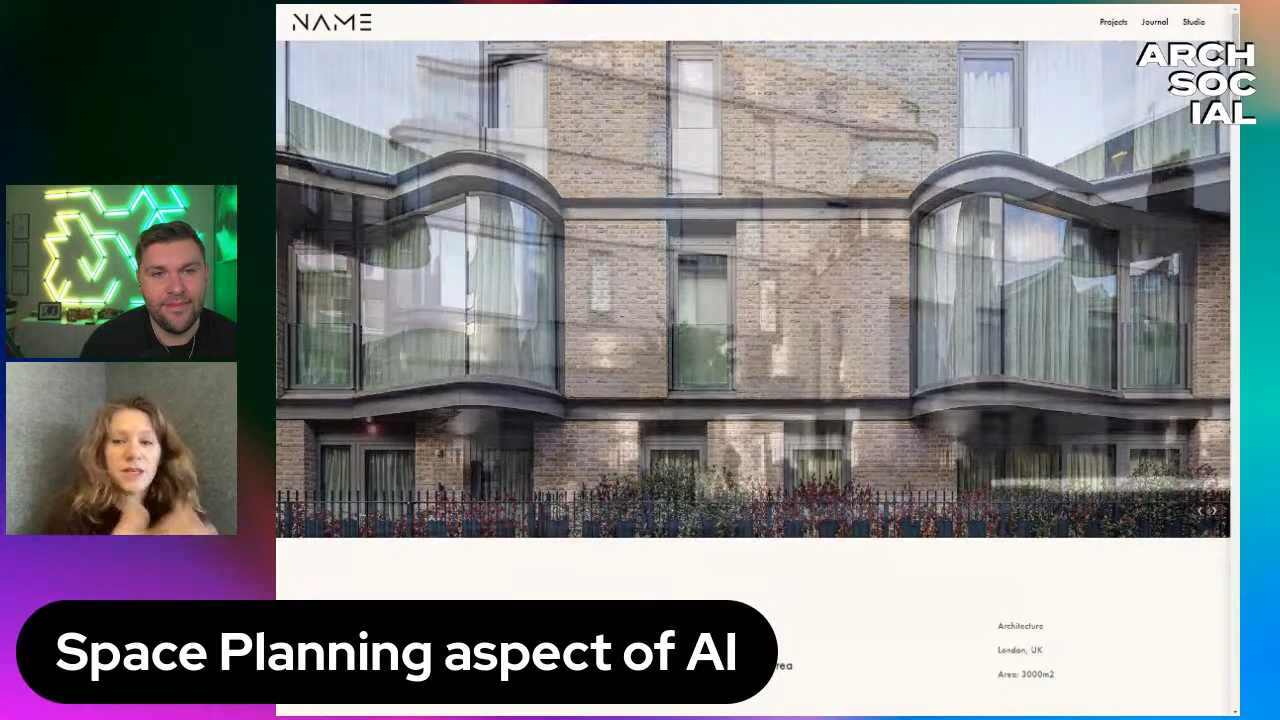 NAME
Projects Journal Studio
ARCH
SOC
IAL
Architecture
London, UK
Area: 3000m2
Space Planning aspect of AI